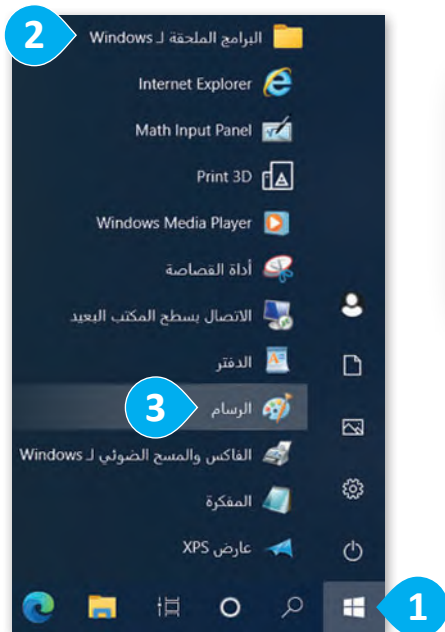 2
البرامج الملحقة لـ Windows
Internet Explorer
Math Input Panel
Print 3D
Windows Media Player
أداة القصاصة
الاتصال بسطح المكتب البعيد
الدفتر
3
الرسام
الفاكس والمسح الضوئي لـ Windows
المفكرة
عارض XPS
1